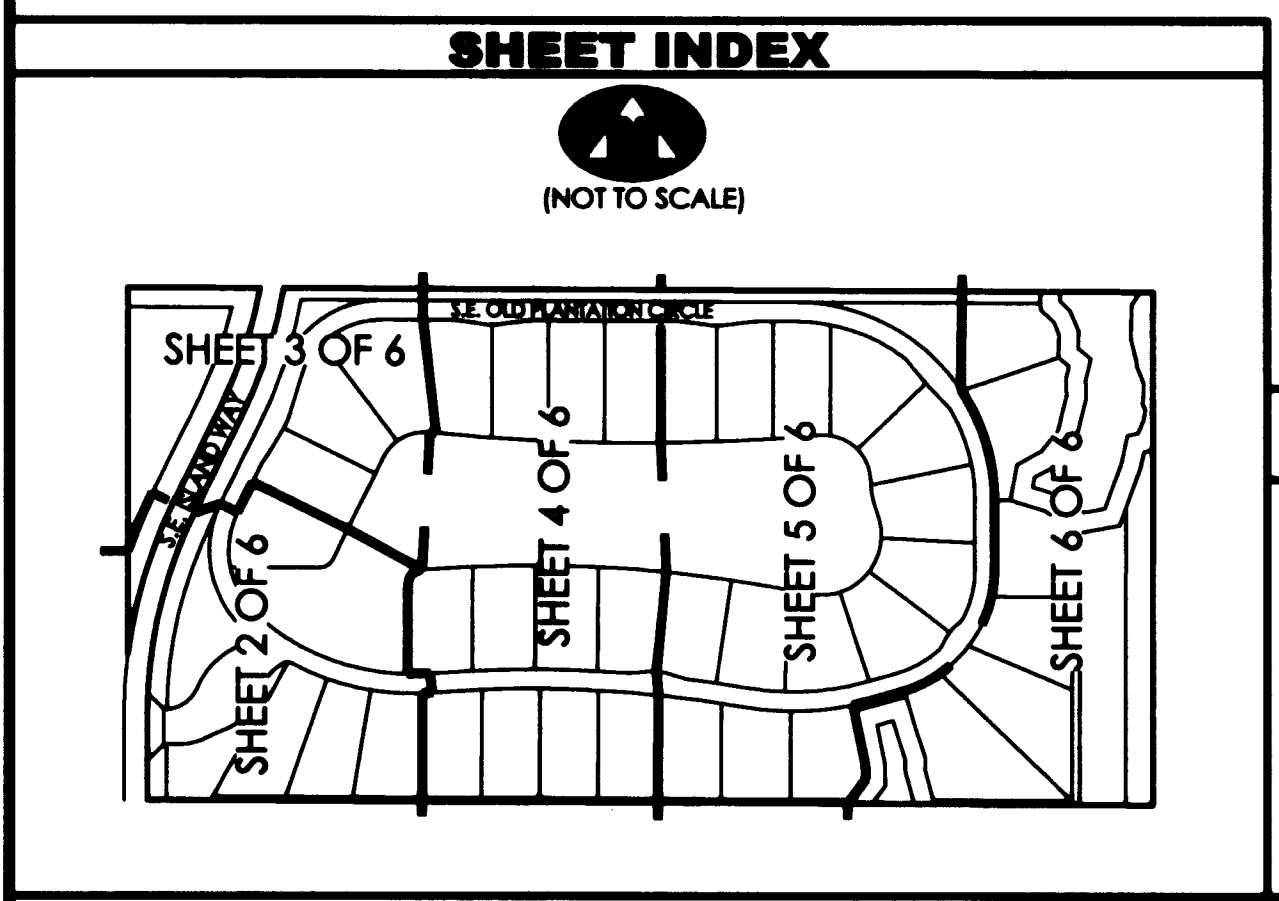 SHEET INDEX
(NOT TO SCALE)
S.E. OLD PLANTATION CIRCLE
SHEET 3 OF 6
S.E. ISLAND WAY
SHEET 2 OF 6
SHEET 4 OF 6
SHEET 5 OF 6
SHEET 6 OF 6